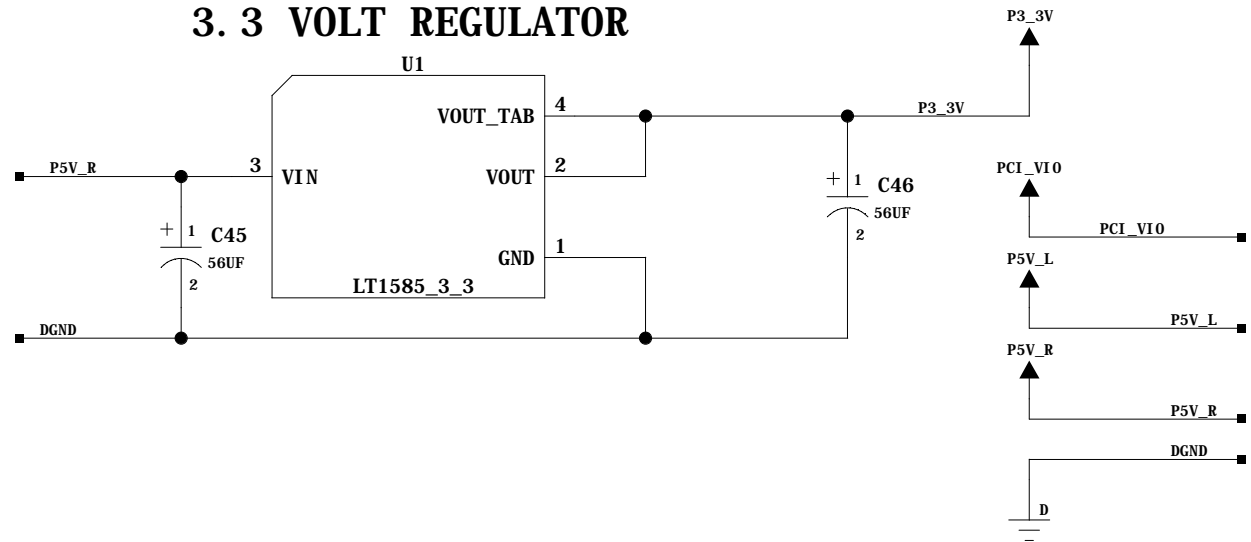 3.3 VOLT REGULATOR
P3_3V
U1
VOUT_TAB 4
P3_3V
P5V_R
3 VIN
VOUT 2
PCI_VIO
+ 1 C46
56UF
2
PCI_VIO
+ 1 C45
56UF
2
GND 1
LT1585_3_3
P5V_L
P5V_L
DGND
P5V_R
P5V_R
DGND
D